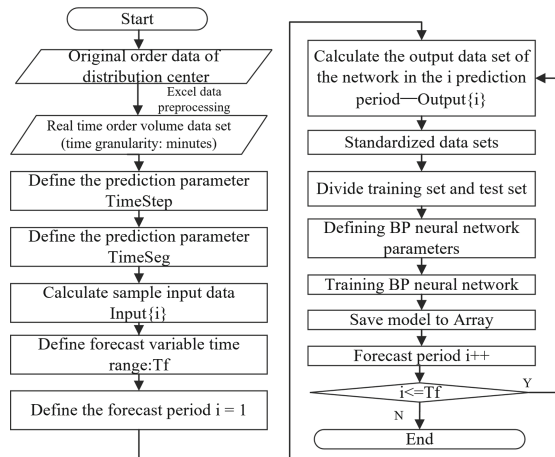 Start
Original order data of
distribution center
Excel data
preprocessing
Real time order volume data set
(time granularity: minutes)
Define the prediction parameter
TimeStep
Define the prediction parameter
TimeSeg
Calculate sample input data
Input{i}
Define forecast variable time
range:Tf
Define the forecast period i = 1
Calculate the output data set of
the network in the i prediction
period—Output{i}
Standardized data sets
Divide training set and test set
Defining BP neural network
parameters
Training BP neural network
Save model to Array
Forecast period i++
i<=Tf
Y
N
End